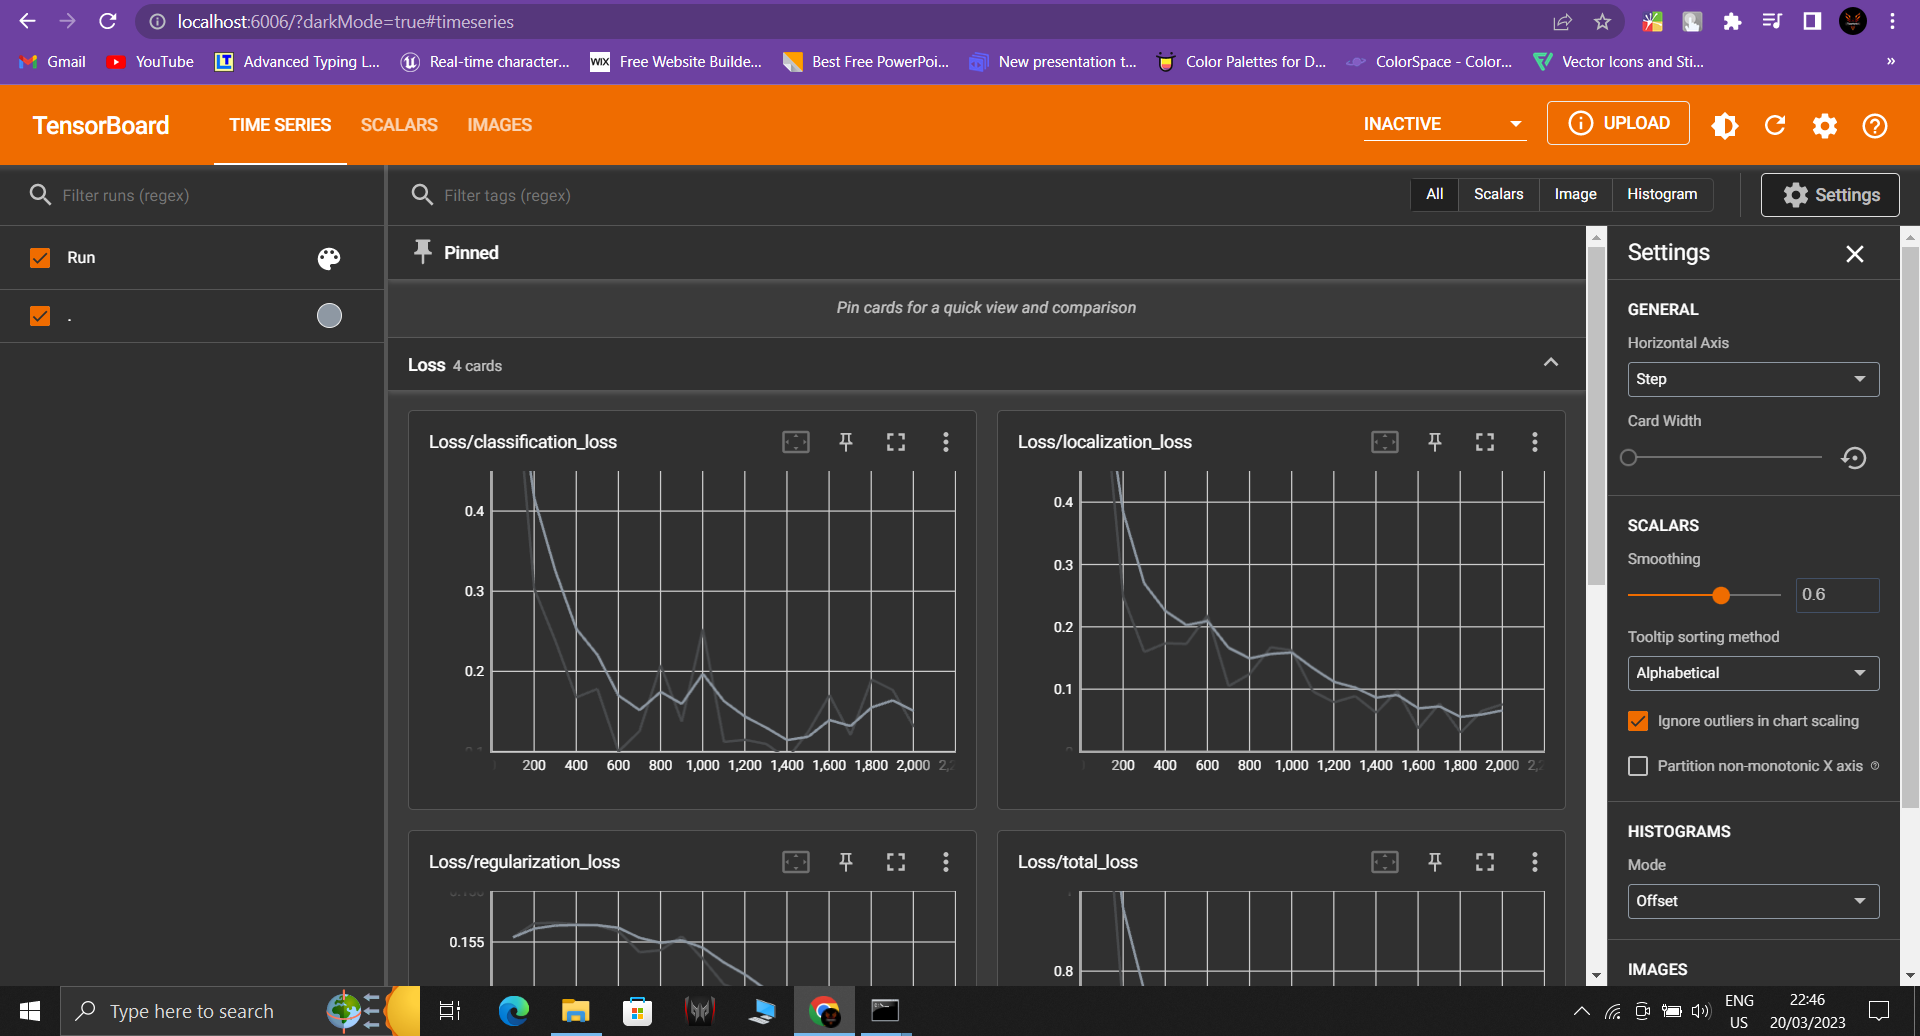 localhost:6006/?darkMode=true#timeseries
Gmail YouTube Advanced Typing L... Real-time character... Free Website Builde... Best Free PowerPoi... New presentation t... Color Palettes for D... ColorSpace - Color... Vector Icons and Sti... »
TensorBoard TIME SERIES SCALARS IMAGES INACTIVE UPLOAD
Filter runs (regex) Filter tags (regex) All Scalars Image Histogram Settings
Run
.
Pinned
Pin cards for a quick view and comparison
Loss 4 cards
Loss/classification_loss
0.4
0.3
0.2
0.1
200 400 600 800 1,000 1,200 1,400 1,600 1,800 2,000 2,2
Loss/localization_loss
0.4
0.3
0.2
0.1
0
200 400 600 800 1,000 1,200 1,400 1,600 1,800 2,000 2,2
Loss/regularization_loss
0.155
Loss/total_loss
0.8
Settings
GENERAL
Horizontal Axis
Step
Card Width
SCALARS
Smoothing
0.6
Tooltip sorting method
Alphabetical
Ignore outliers in chart scaling
Partition non-monotonic X axis
HISTOGRAMS
Mode
Offset
IMAGES
Type here to search
ENG
US
22:46
20/03/2023